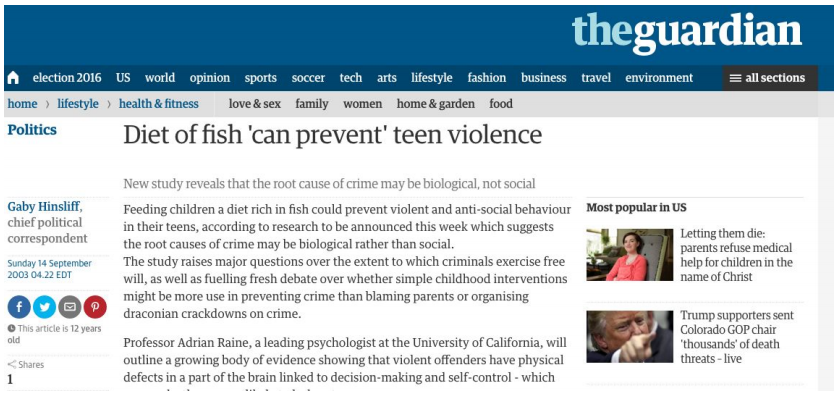 theguardian
election 2016 US world opinion sports soccer tech arts lifestyle fashion business travel environment all sections
home › lifestyle › health & fitness love & sex family women home & garden food
Politics
Diet of fish 'can prevent' teen violence
New study reveals that the root cause of crime may be biological, not social
Gaby Hinsliff,
chief political
correspondent
Sunday 14 September
2003 04.22 EDT
This article is 12 years
old
Shares
1
Feeding children a diet rich in fish could prevent violent and anti-social behaviour
in their teens, according to research to be announced this week which suggests
the root causes of crime may be biological rather than social.
The study raises major questions over the extent to which criminals exercise free
will, as well as fuelling fresh debate over whether simple childhood interventions
might be more use in preventing crime than blaming parents or organising
draconian crackdowns on crime.
Professor Adrian Raine, a leading psychologist at the University of California, will
outline a growing body of evidence showing that violent offenders have physical
defects in a part of the brain linked to decision-making and self-control - which
Most popular in US
Letting them die:
parents refuse medical
help for children in the
name of Christ
Trump supporters sent
Colorado GOP chair
'thousands' of death
threats - live